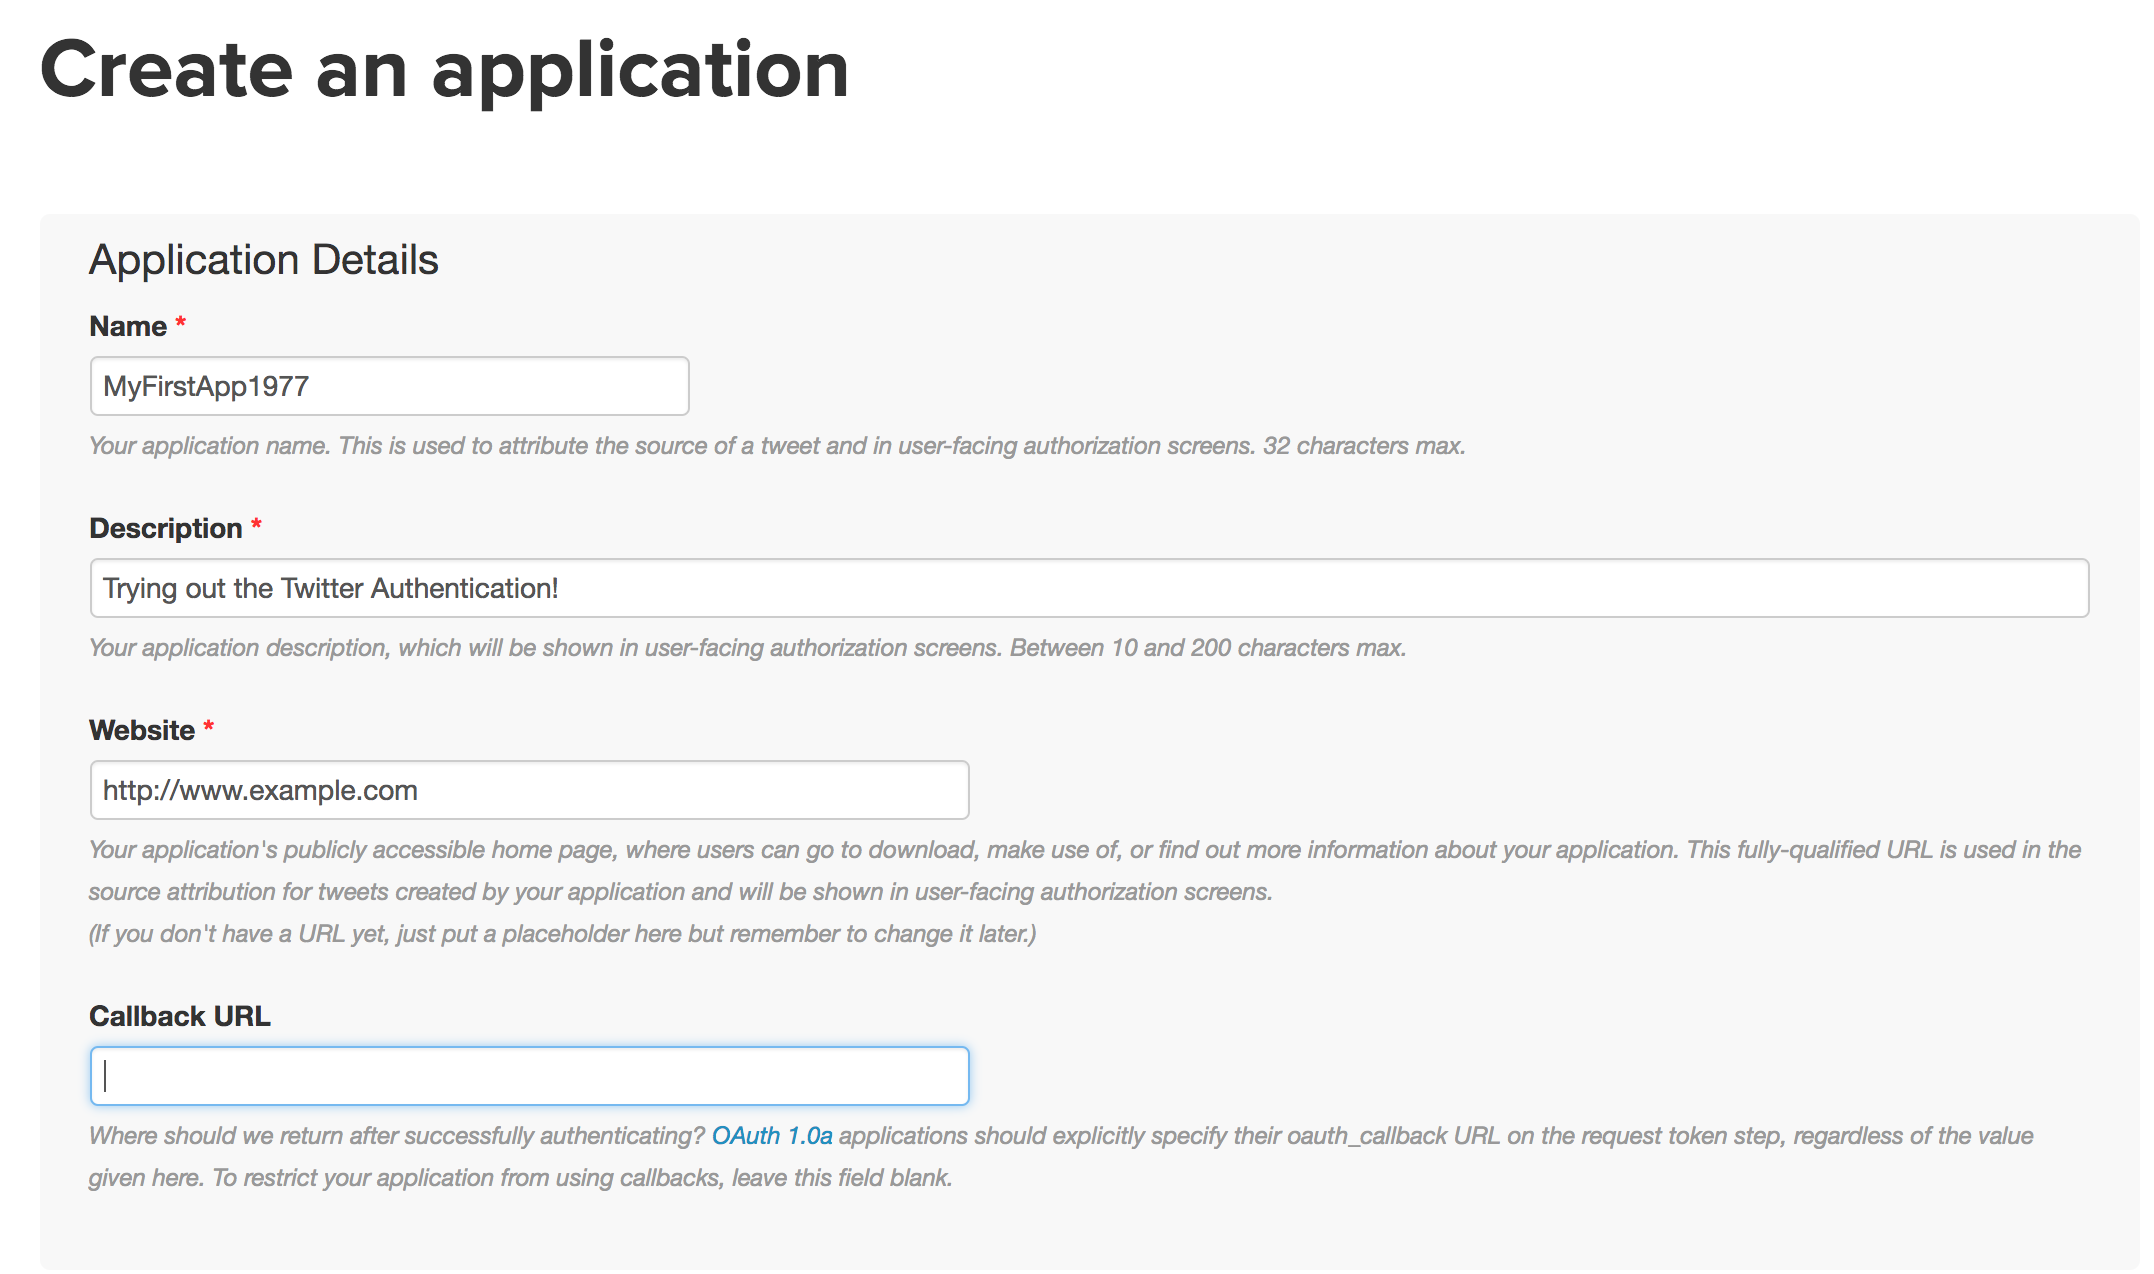 Create an application
Application Details
Name *
MyFirstApp1977
Your application name. This is used to attribute the source of a tweet and in user-facing authorization screens. 32 characters max.
Description *
Trying out the Twitter Authentication!
Your application description, which will be shown in user-facing authorization screens. Between 10 and 200 characters max.
Website *
http://www.example.com
Your application's publicly accessible home page, where users can go to download, make use of, or find out more information about your application. This fully-qualified URL is used in the
source attribution for tweets created by your application and will be shown in user-facing authorization screens.
(If you don't have a URL yet, just put a placeholder here but remember to change it later.)
Callback URL
Where should we return after successfully authenticating? OAuth 1.0a applications should explicitly specify their oauth_callback URL on the request token step, regardless of the value
given here. To restrict your application from using callbacks, leave this field blank.